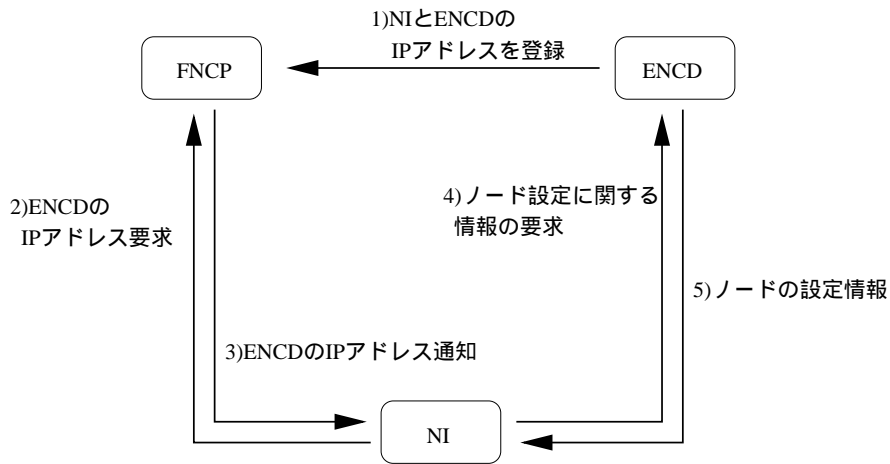 1)NIとENCDの
IPアドレスを登録
FNCP
ENCD
2)ENCDの
IPアドレス要求
4)ノード設定に関する
情報の要求
5)ノードの設定情報
3)ENCDのIPアドレス通知
NI